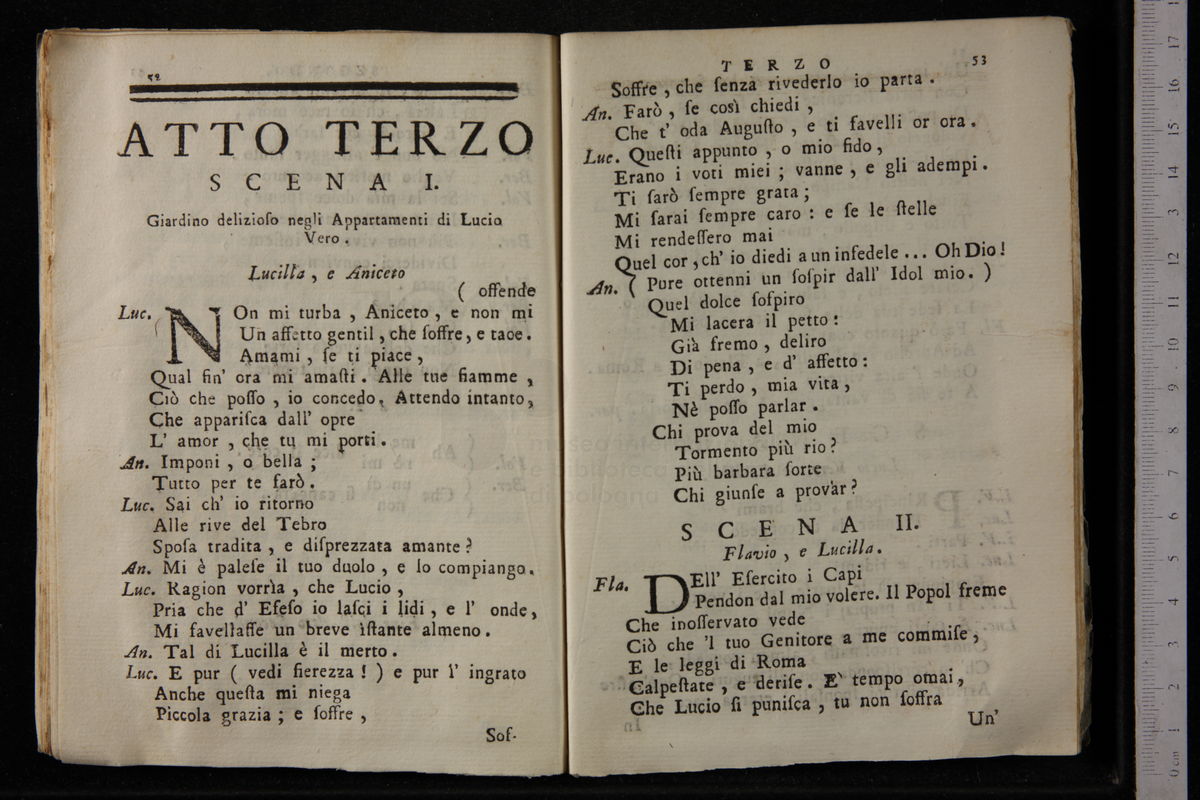 52
ATTO TERZO
SCENA I.
Giardino delizioſo negli Appartamenti di Lucio
Vero.
Lucilla, e Aniceto
( offende
Luc. NOn mi turba, Aniceto, e non mi
Un affetto gentil, che ſoffre, e tace.
Amami, ſe ti piace,
Qual fin' ora mi amaſti. Alle tue fiamme,
Ciò che poſſo, io concedo. Attendo intanto,
Che appariſca dall' opre
L' amor, che tu mi porti.
An. Imponi, o bella;
Tutto per te farò.
Luc. Sai ch' io ritorno
Alle rive del Tebro
Spoſa tradita, e diſprezzata amante?
An. Mi è paleſe il tuo duolo, e lo compiango.
Luc. Ragion vorrìa, che Lucio,
Pria che d' Efeſo io laſci i lidi, e l' onde,
Mi favellaſſe un breve iſtante almeno.
An. Tal di Lucilla è il merto.
Luc. E pur ( vedi fierezza! ) e pur l' ingrato
Anche queſta mi niega
Piccola grazia; e ſoffre,
Sof-
TERZO 53
Soffre, che ſenza rivederlo io parta.
An. Farò, ſe così chiedi,
Che t' oda Auguſto, e ti favelli or ora.
Luc. Queſti appunto, o mio fido,
Erano i voti miei; vanne, e gli adempi.
Ti ſarò ſempre grata;
Mi ſarai ſempre caro: e ſe le ſtelle
Mi rendeſſero mai
Quel cor, ch' io diedi a un infedele... Oh Dio!
An. ( Pure ottenni un ſoſpir dall' Idol mio. )
Quel dolce ſoſpiro
Mi lacera il petto:
Già fremo, deliro
Di pena, e d' affetto:
Ti perdo, mia vita,
Nè poſſo parlar.
Chi prova del mio
Tormento più rio?
Più barbara ſorte
Chi giunſe a provar?
SCENA II.
Flavio, e Lucilla.
Fla. DEll' Eſercito i Capi
Pendon dal mio volere. Il Popol freme
Che inoſſervato vede
Ciò che 'l tuo Genitore a me commiſe,
E le leggi di Roma
Calpeſtate, e deriſe. E' tempo omai,
Che Lucio ſi puniſca, tu non ſoffra
Un'